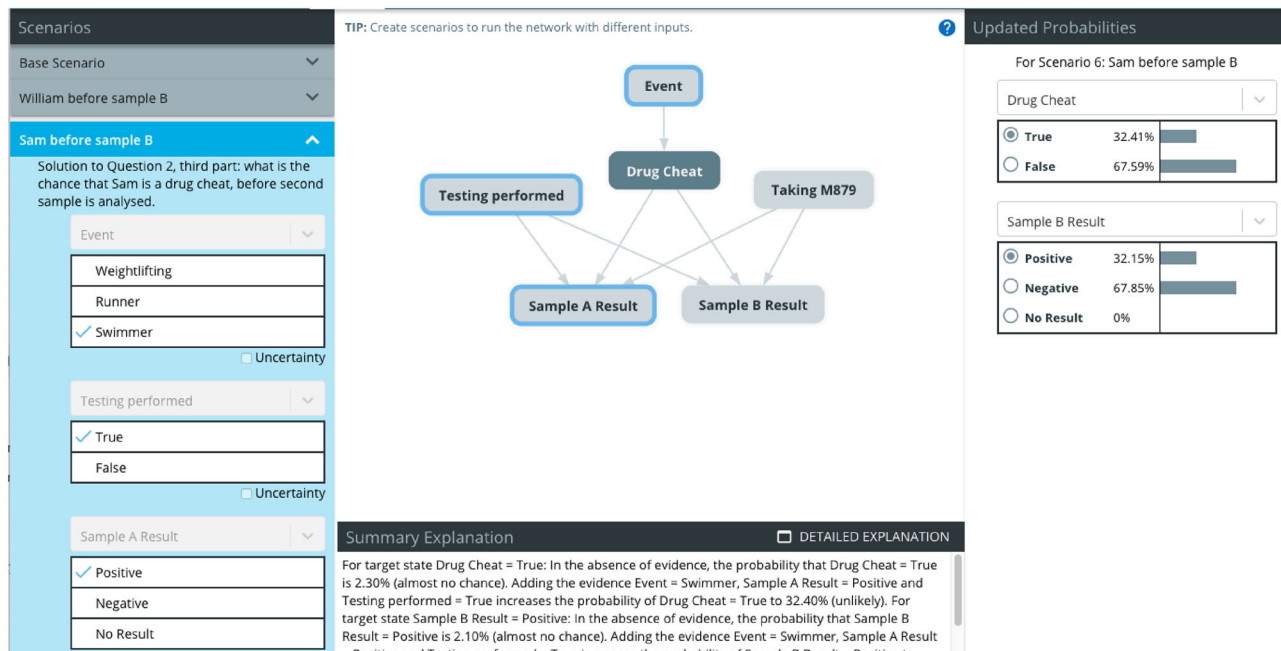 Scenarios
Base Scenario
William before sample B
Sam before sample B
Solution to Question 2, third part: what is the
chance that Sam is a drug cheat, before second
sample is analysed.
Event
Weightlifting
Runner
Swimmer
Uncertainty
Testing performed
True
False
Uncertainty
Sample A Result
Positive
Negative
No Result
TIP: Create scenarios to run the network with different inputs.
?
Event
Drug Cheat
Testing performed
Taking M879
Sample A Result
Sample B Result
Summary Explanation
DETAILED EXPLANATION
For target state Drug Cheat = True: In the absence of evidence, the probability that Drug Cheat = True
is 2.30% (almost no chance). Adding the evidence Event = Swimmer, Sample A Result = Positive and
Testing performed = True increases the probability of Drug Cheat = True to 32.40% (unlikely). For
target state Sample B Result = Positive: In the absence of evidence, the probability that Sample B
Result = Positive is 2.10% (almost no chance). Adding the evidence Event = Swimmer, Sample A Result
Updated Probabilities
For Scenario 6: Sam before sample B
Drug Cheat
True 32.41%
False 67.59%
Sample B Result
Positive 32.15%
Negative 67.85%
No Result 0%